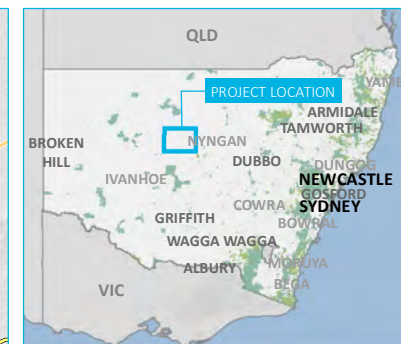 QLD
PROJECT LOCATION
YAMB
ARMIDALE
TAMWORTH
BROKEN
HILL
NYNGAN
DUBBO
DUNGOG
IVANHOE
NEWCASTLE
GOSFORD
COWRA
SYDNEY
GRIFFITH
BOWRAL
WAGGA WAGGA
ALBURY
MORUYA
VIC
BEGA